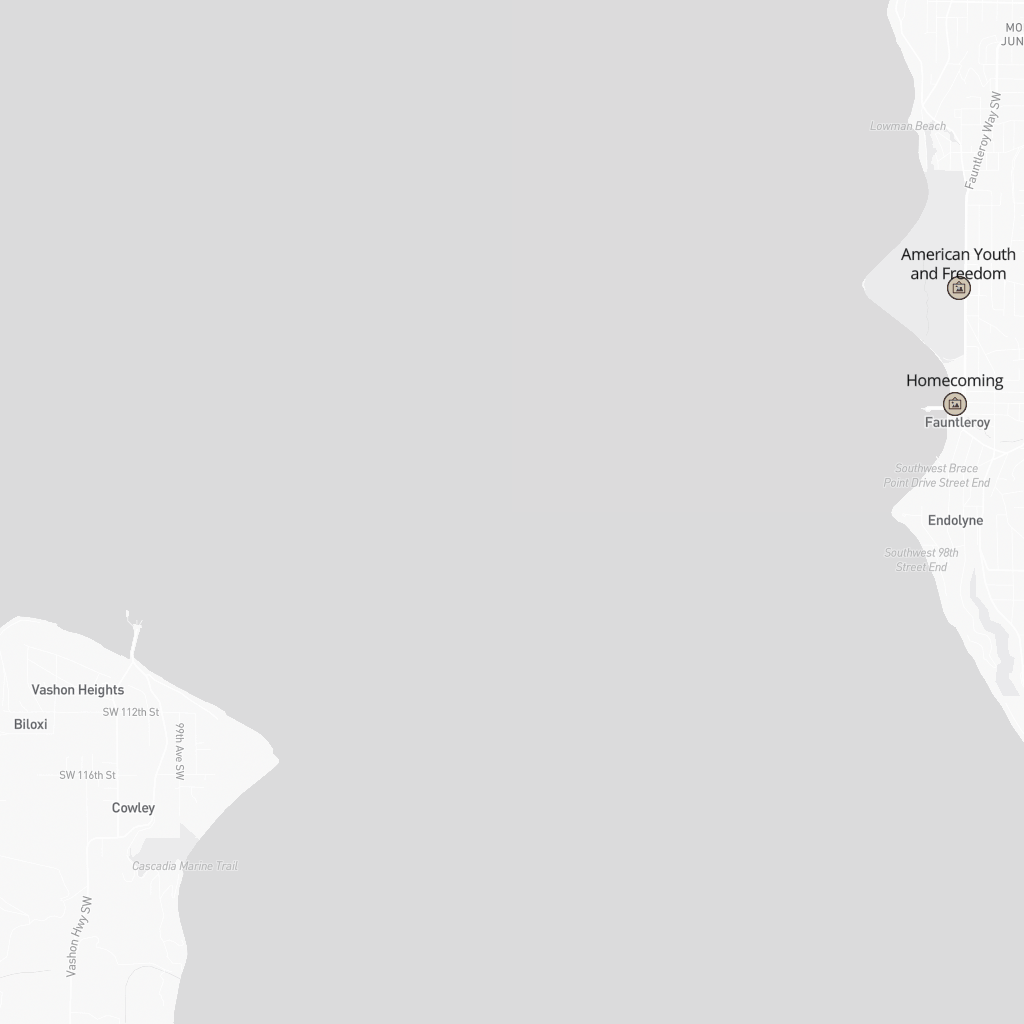 MO
JUN
Fauntleroy Way SW
Lowman Beach
American Youth
and Freedom
Homecoming
Fauntleroy
Southwest Brace
Point Drive Street End
Endolyne
Southwest 98th
Street End
Vashon Heights
SW 112th St
Biloxi
99th Ave SW
SW 116th St
Cowley
Cascadia Marine Trail
Vashon Hwy SW